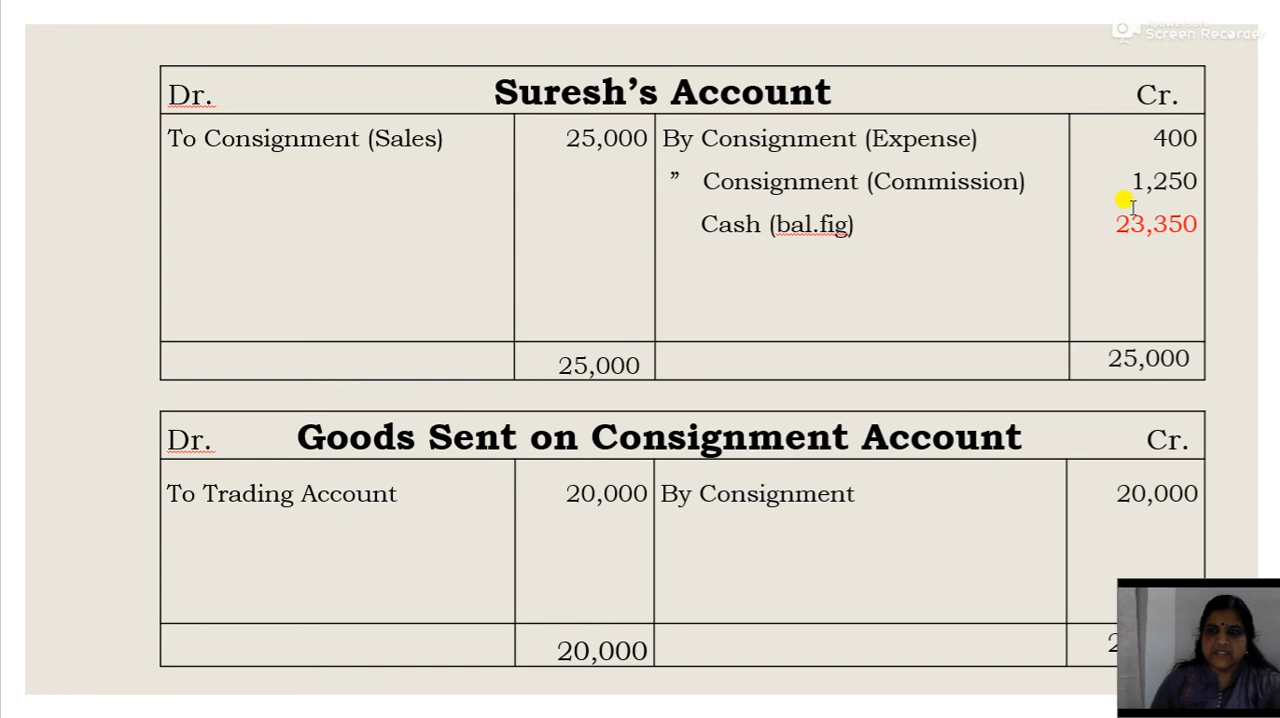 Screen Recorder
Dr. Suresh's Account Cr.
To Consignment (Sales) 25,000 By Consignment (Expense) 400
” Consignment (Commission) 1,250
Cash (bal.fig) 23,350
25,000 25,000
Dr. Goods Sent on Consignment Account Cr.
To Trading Account 20,000 By Consignment 20,000
20,000